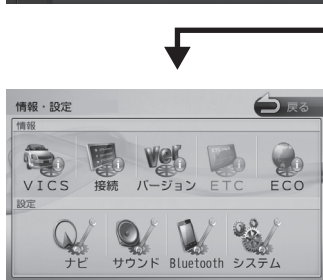 情報・設定 戻る
情報
VICS 接続 バージョン ETC ECO
設定
ナビ サウンド Bluetooth システム